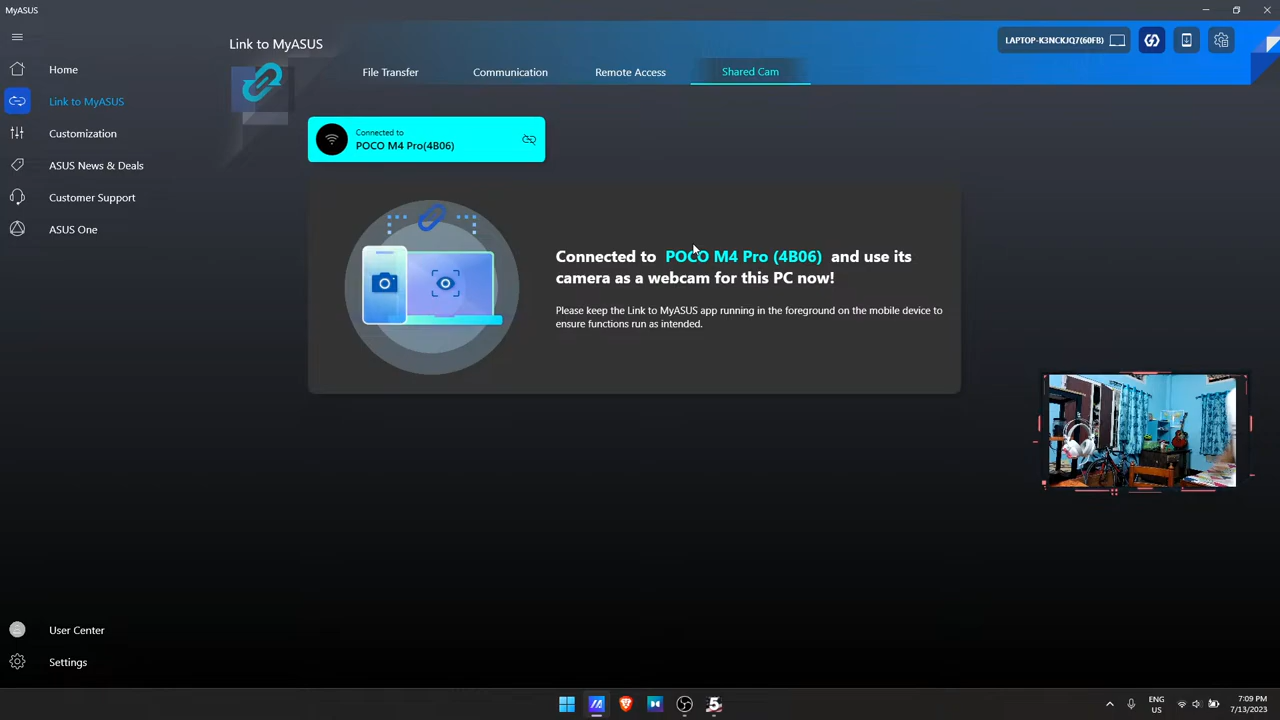 MyASUS
Link to MyASUS
LAPTOP-K3NCKJQ7(60FB)
Home
Link to MyASUS
Customization
ASUS News & Deals
Customer Support
ASUS One
File Transfer
Communication
Remote Access
Shared Cam
Connected to
POCO M4 Pro(4B06)
Connected to POCO M4 Pro (4B06) and use its
camera as a webcam for this PC now!
Please keep the Link to MyASUS app running in the foreground on the mobile device to
ensure functions run as intended.
User Center
Settings
5
ENG
US
7:09 PM
7/13/2023